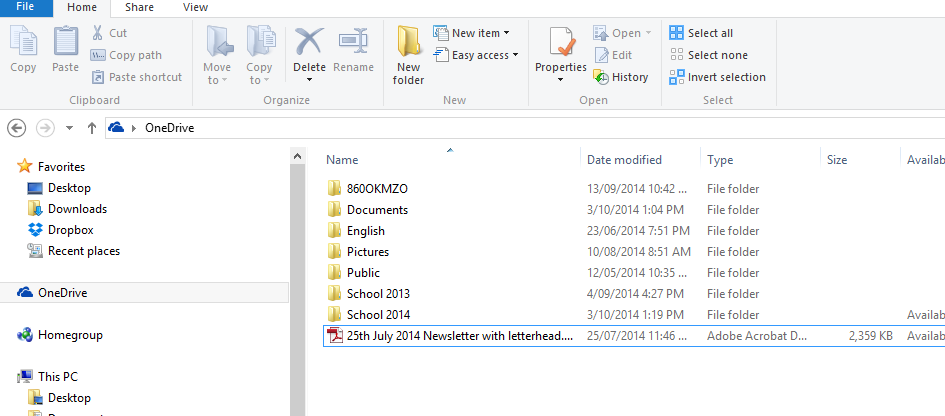 File Home Share View
Copy
Paste
Cut
Copy path
Paste shortcut
Clipboard
Move to
Copy to
Delete
Rename
Organize
New folder
New item
Easy access
New
Properties
Open
Edit
History
Open
Select all
Select none
Invert selection
Select
OneDrive
Favorites
Desktop
Downloads
Dropbox
Recent places
OneDrive
Homegroup
This PC
Desktop
Name Date modified Type Size Availab
860OKMZO 13/09/2014 10:42 ... File folder
Documents 3/10/2014 1:04 PM File folder
English 23/06/2014 7:51 PM File folder
Pictures 10/08/2014 8:51 AM File folder
Public 12/05/2014 10:35 ... File folder
School 2013 4/09/2014 4:27 PM File folder
School 2014 3/10/2014 1:19 PM File folder Availab
25th July 2014 Newsletter with letterhead.... 25/07/2014 11:46 ... Adobe Acrobat D... 2,359 KB Availab